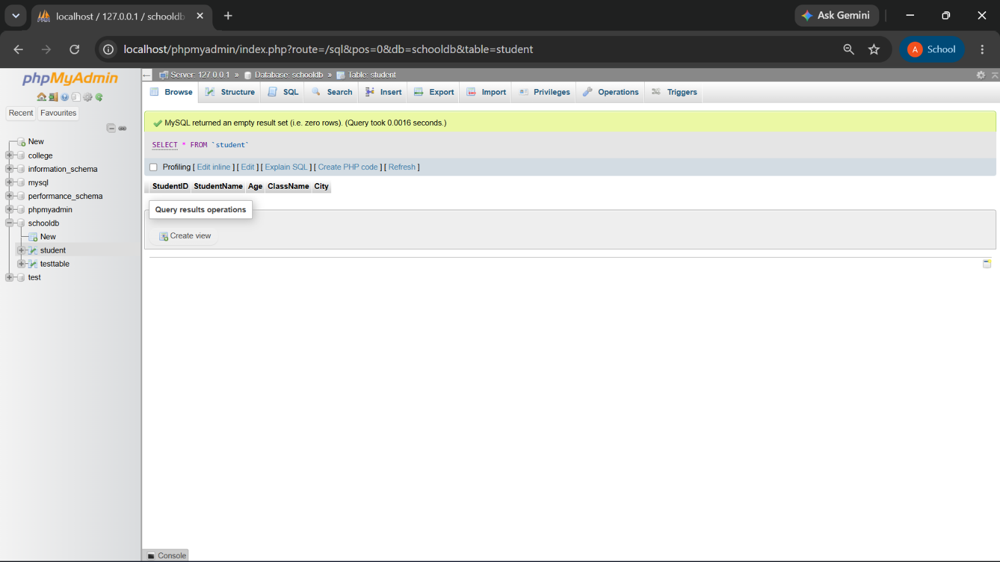 localhost / 127.0.0.1 / schooldb
Ask Gemini
localhost/phpmyadmin/index.php?route=/sql&pos=0&db=schooldb&table=student
A School
phpMyAdmin
Recent Favourites
New
college
information_schema
mysql
performance_schema
phpmyadmin
schooldb
New
student
testtable
test
Server: 127.0.0.1 » Database: schooldb » Table: student
Browse Structure SQL Search Insert Export Import Privileges Operations Triggers
MySQL returned an empty result set (i.e. zero rows). (Query took 0.0016 seconds.)
SELECT * FROM `student`
Profiling [ Edit inline ] [ Edit ] [ Explain SQL ] [ Create PHP code ] [ Refresh ]
StudentID StudentName Age ClassName City
Query results operations
Create view
Console